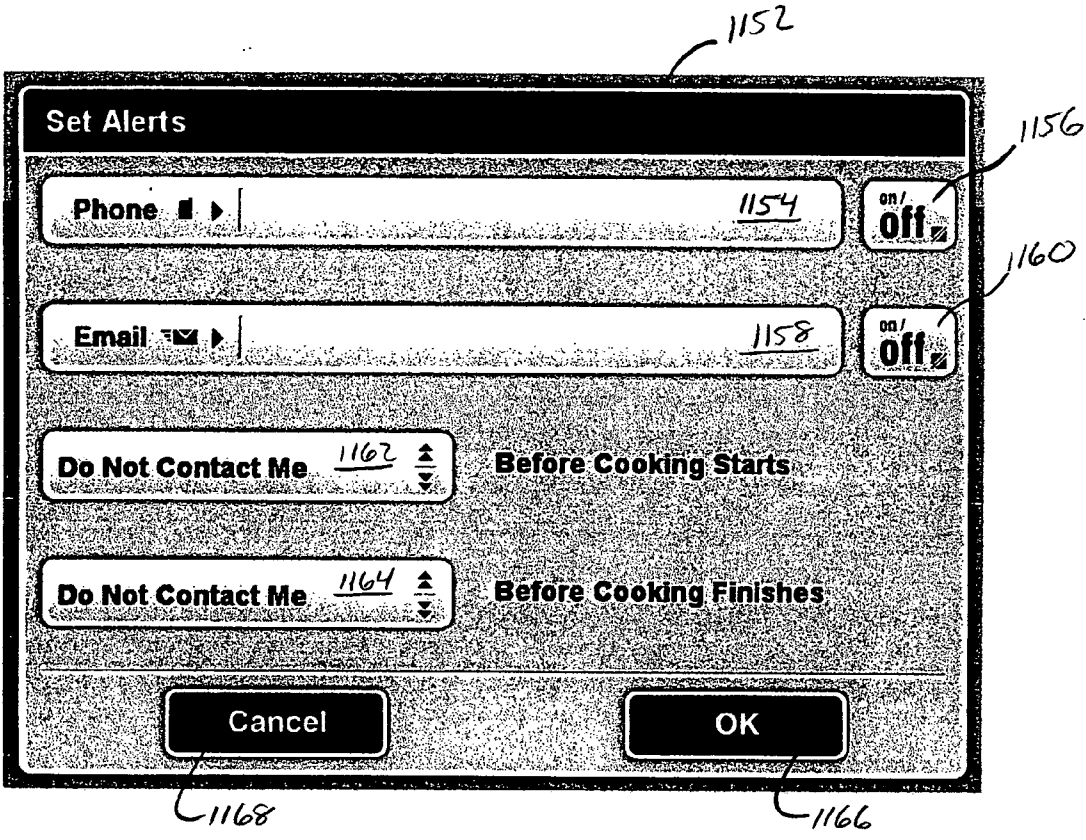 1152
Set Alerts
1156
Phone 1154 on/off
1160
Email 1158 on/off
Do Not Contact Me 1162 Before Cooking Starts
Do Not Contact Me 1164 Before Cooking Finishes
Cancel OK
1168 1166